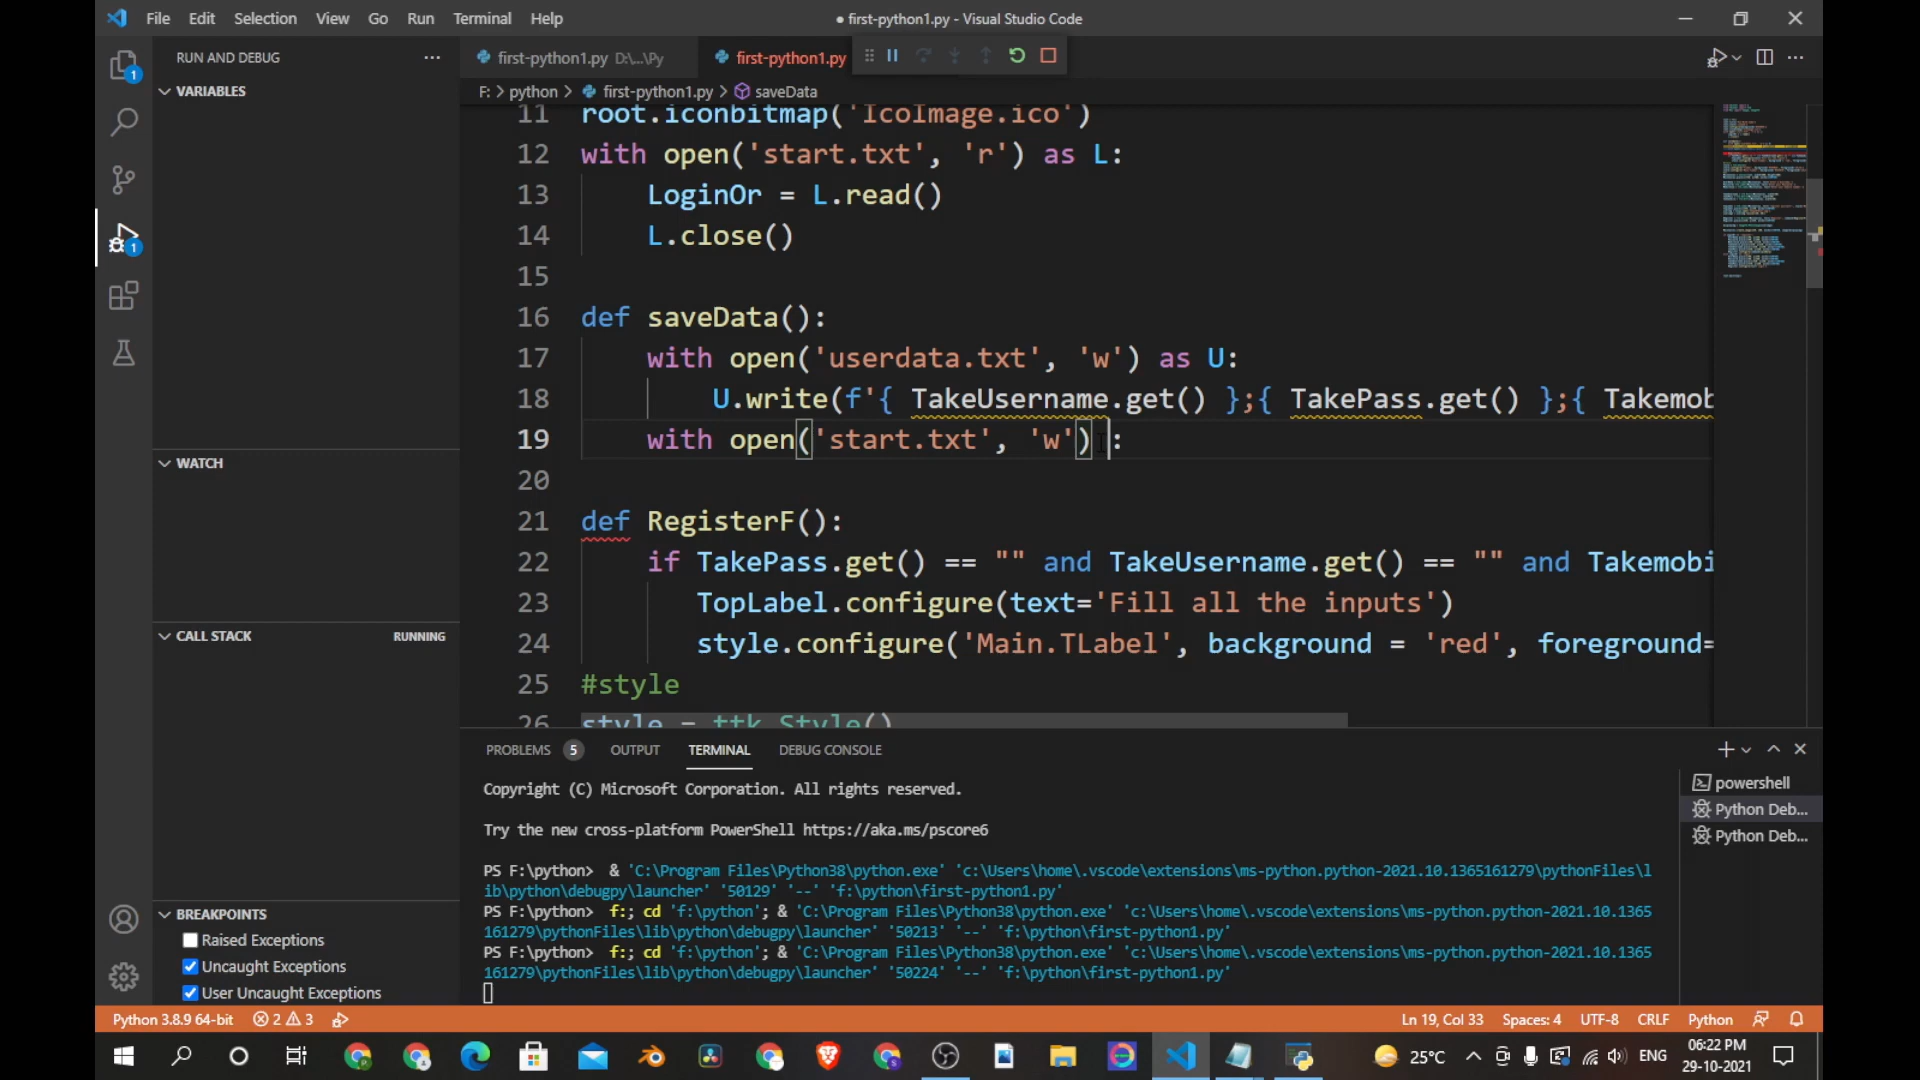 File Edit Selection View Go Run Terminal Help
● first-python1.py - Visual Studio Code
RUN AND DEBUG
first-python1.py D:\...\Py
first-python1.py
F: > python > first-python1.py > saveData
VARIABLES
WATCH
CALL STACK RUNNING
BREAKPOINTS
Raised Exceptions
Uncaught Exceptions
User Uncaught Exceptions
1
1
11 root.iconbitmap('IcoImage.ico')
12 with open('start.txt', 'r') as L:
13 LoginOr = L.read()
14 L.close()
15
16 def saveData():
17 with open('userdata.txt', 'w') as U:
18 U.write(f'{ TakeUsername.get() };{ TakePass.get() };{ Takemob
19 with open('start.txt', 'w') :
20
21 def RegisterF():
22 if TakePass.get() == "" and TakeUsername.get() == "" and Takemobi
23 TopLabel.configure(text='Fill all the inputs')
24 style.configure('Main.TLabel', background = 'red', foreground=
25 #style
26 style = ttk.Style()
PROBLEMS 5 OUTPUT TERMINAL DEBUG CONSOLE
Copyright (C) Microsoft Corporation. All rights reserved.
Try the new cross-platform PowerShell https://aka.ms/pscore6
PS F:\python> & 'C:\Program Files\Python38\python.exe' 'c:\Users\home\.vscode\extensions\ms-python.python-2021.10.1365161279\pythonFiles\l
ib\python\debugpy\launcher' '50129' '--' 'f:\python\first-python1.py'
PS F:\python> f:; cd 'f:\python'; & 'C:\Program Files\Python38\python.exe' 'c:\Users\home\.vscode\extensions\ms-python.python-2021.10.1365
161279\pythonFiles\lib\python\debugpy\launcher' '50213' '--' 'f:\python\first-python1.py'
PS F:\python> f:; cd 'f:\python'; & 'C:\Program Files\Python38\python.exe' 'c:\Users\home\.vscode\extensions\ms-python.python-2021.10.1365
161279\pythonFiles\lib\python\debugpy\launcher' '50224' '--' 'f:\python\first-python1.py'
powershell
Python Deb...
Python Deb...
Python 3.8.9 64-bit 2 3
Ln 19, Col 33 Spaces: 4 UTF-8 CRLF Python
25°C
ENG
06:22 PM
29-10-2021